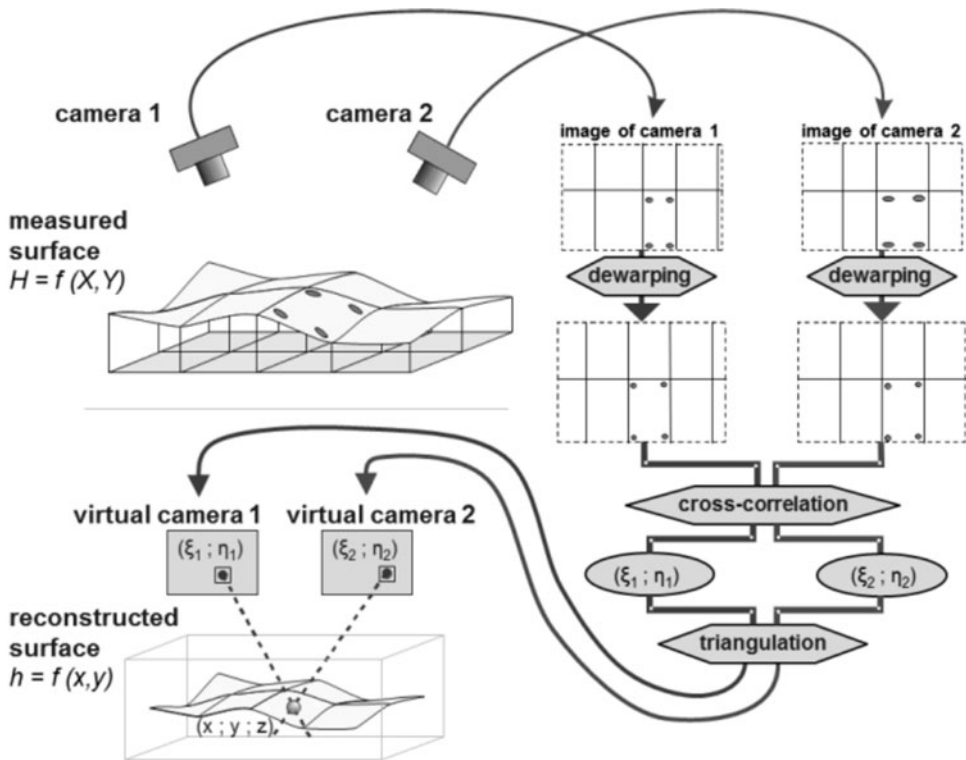 camera 1
camera 2
image of camera 1
image of camera 2
measured
surface
H = f (X,Y)
dewarping
dewarping
cross-correlation
virtual camera 1
virtual camera 2
(ξ₁ ; η₁)
(ξ₂ ; η₂)
(ξ₁ ; η₁)
(ξ₂ ; η₂)
reconstructed
surface
h = f (x,y)
triangulation
(x ; y ; z)